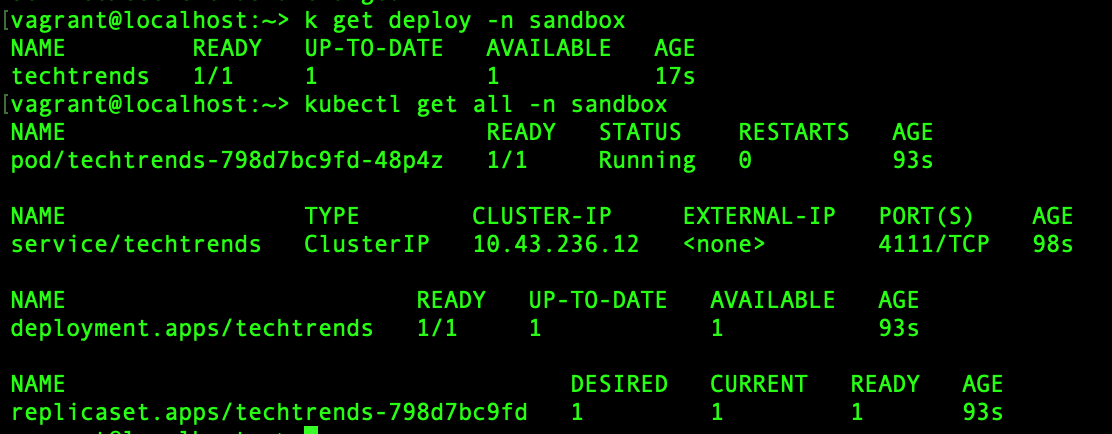 [vagrant@localhost:~> k get deploy -n sandbox
NAME READY UP-TO-DATE AVAILABLE AGE
techtrends 1/1 1 1 17s
[vagrant@localhost:~> kubectl get all -n sandbox
NAME READY STATUS RESTARTS AGE
pod/techtrends-798d7bc9fd-48p4z 1/1 Running 0 93s
NAME TYPE CLUSTER-IP EXTERNAL-IP PORT(S) AGE
service/techtrends ClusterIP 10.43.236.12 <none> 4111/TCP 98s
NAME READY UP-TO-DATE AVAILABLE AGE
deployment.apps/techtrends 1/1 1 1 93s
NAME DESIRED CURRENT READY AGE
replicaset.apps/techtrends-798d7bc9fd 1 1 1 93s